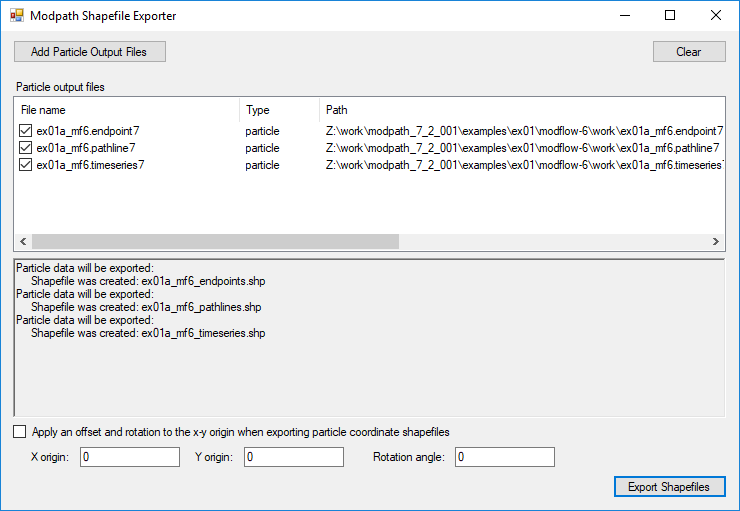 Modpath Shapefile Exporter
Add Particle Output Files Clear
Particle output files
File name Type Path
ex01a_mf6.endpoint7 particle Z:\work\modpath_7_2_001\examples\ex01\modflow-6\work\ex01a_mf6.endpoint7
ex01a_mf6.pathline7 particle Z:\work\modpath_7_2_001\examples\ex01\modflow-6\work\ex01a_mf6.pathline7
ex01a_mf6.timeseries7 particle Z:\work\modpath_7_2_001\examples\ex01\modflow-6\work\ex01a_mf6.timeseries7
Particle data will be exported:
Shapefile was created: ex01a_mf6_endpoints.shp
Particle data will be exported:
Shapefile was created: ex01a_mf6_pathlines.shp
Particle data will be exported:
Shapefile was created: ex01a_mf6_timeseries.shp
Apply an offset and rotation to the x-y origin when exporting particle coordinate shapefiles
X origin: 0 Y origin: 0 Rotation angle: 0
Export Shapefiles